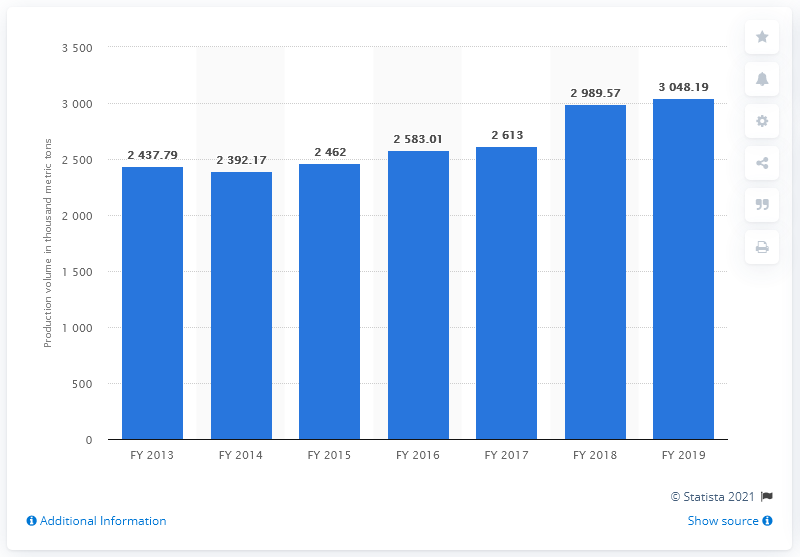 3 500
3 000
2 500
2 000
1 500
1 000
500
0
Production volume in thousand metric tons
2 437.79
2 392.17
2 462
2 583.01
2 613
2 989.57
3 048.19
FY 2013
FY 2014
FY 2015
FY 2016
FY 2017
FY 2018
FY 2019
© Statista 2021
Additional Information
Show source